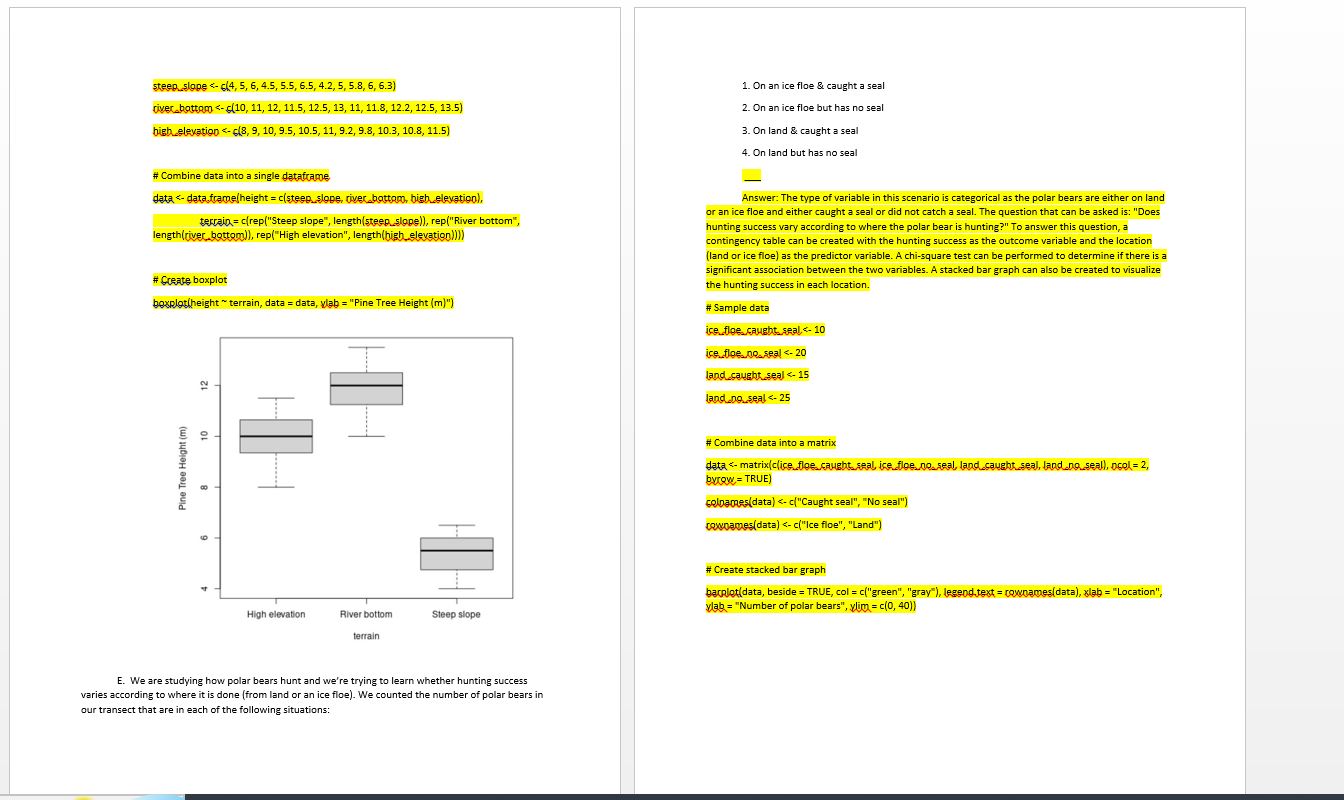 steep_slope <- c(4, 5, 6, 4.5, 5.5, 6.5, 4.2, 5, 5.8, 6, 6.3)
river_bottom <- c(10, 11, 12, 11.5, 12.5, 13, 11, 11.8, 12.2, 12.5, 13.5)
high_elevation <- c(8, 9, 10, 9.5, 10.5, 11, 9.2, 9.8, 10.3, 10.8, 11.5)
# Combine data into a single dataframe
data <- data.frame(height = c(steep_slope, river_bottom, high_elevation),
terrain = c(rep("Steep slope", length(steep_slope)), rep("River bottom",
length(river_bottom)), rep("High elevation", length(high_elevation))))
# Create boxplot
boxplot(height ~ terrain, data = data, ylab = "Pine Tree Height (m)")
Pine Tree Height (m)
12
10
8
6
4
High elevation River bottom Steep slope
terrain
E. We are studying how polar bears hunt and we're trying to learn whether hunting success
varies according to where it is done (from land or an ice floe). We counted the number of polar bears in
our transect that are in each of the following situations:
1. On an ice floe & caught a seal
2. On an ice floe but has no seal
3. On land & caught a seal
4. On land but has no seal
Answer: The type of variable in this scenario is categorical as the polar bears are either on land
or an ice floe and either caught a seal or did not catch a seal. The question that can be asked is: "Does
hunting success vary according to where the polar bear is hunting?" To answer this question, a
contingency table can be created with the hunting success as the outcome variable and the location
(land or ice floe) as the predictor variable. A chi-square test can be performed to determine if there is a
significant association between the two variables. A stacked bar graph can also be created to visualize
the hunting success in each location.
# Sample data
ice_floe_caught_seal <- 10
ice_floe_no_seal <- 20
land_caught_seal <- 15
land_no_seal <- 25
# Combine data into a matrix
data <- matrix(c(ice_floe_caught_seal, ice_floe_no_seal, land_caught_seal, land_no_seal), ncol = 2,
byrow = TRUE)
colnames(data) <- c("Caught seal", "No seal")
rownames(data) <- c("Ice floe", "Land")
# Create stacked bar graph
barplot(data, beside = TRUE, col = c("green", "gray"), legend.text = rownames(data), xlab = "Location",
ylab = "Number of polar bears", ylim = c(0, 40))